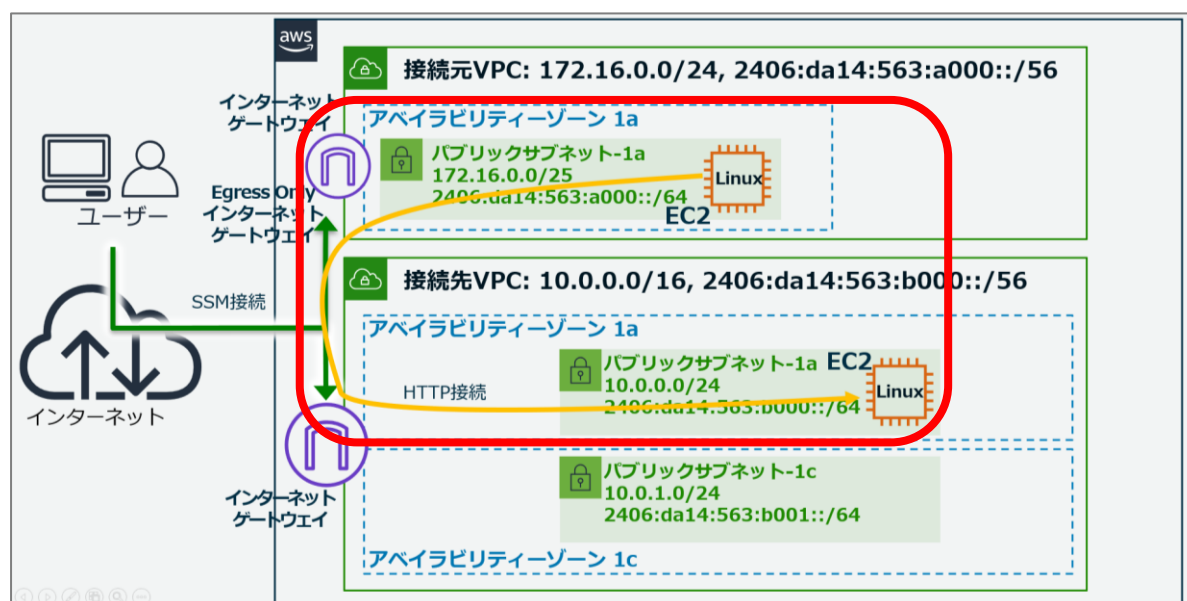 aws
接続元VPC: 172.16.0.0/24, 2406:da14:563:a000::/56
インターネット
ゲートウェイ
アベイラビリティーゾーン 1a
パブリックサブネット-1a
172.16.0.0/25
2406:da14:563:a000::/64
Linux
EC2
ユーザー
Egress Only
インターネット
ゲートウェイ
SSM接続
接続先VPC: 10.0.0.0/16, 2406:da14:563:b000::/56
アベイラビリティーゾーン 1a
パブリックサブネット-1a
EC2
10.0.0.0/24
2406:da14:563:b000::/64
Linux
HTTP接続
インターネット
パブリックサブネット-1c
10.0.1.0/24
2406:da14:563:b001::/64
インターネット
ゲートウェイ
アベイラビリティーゾーン 1c